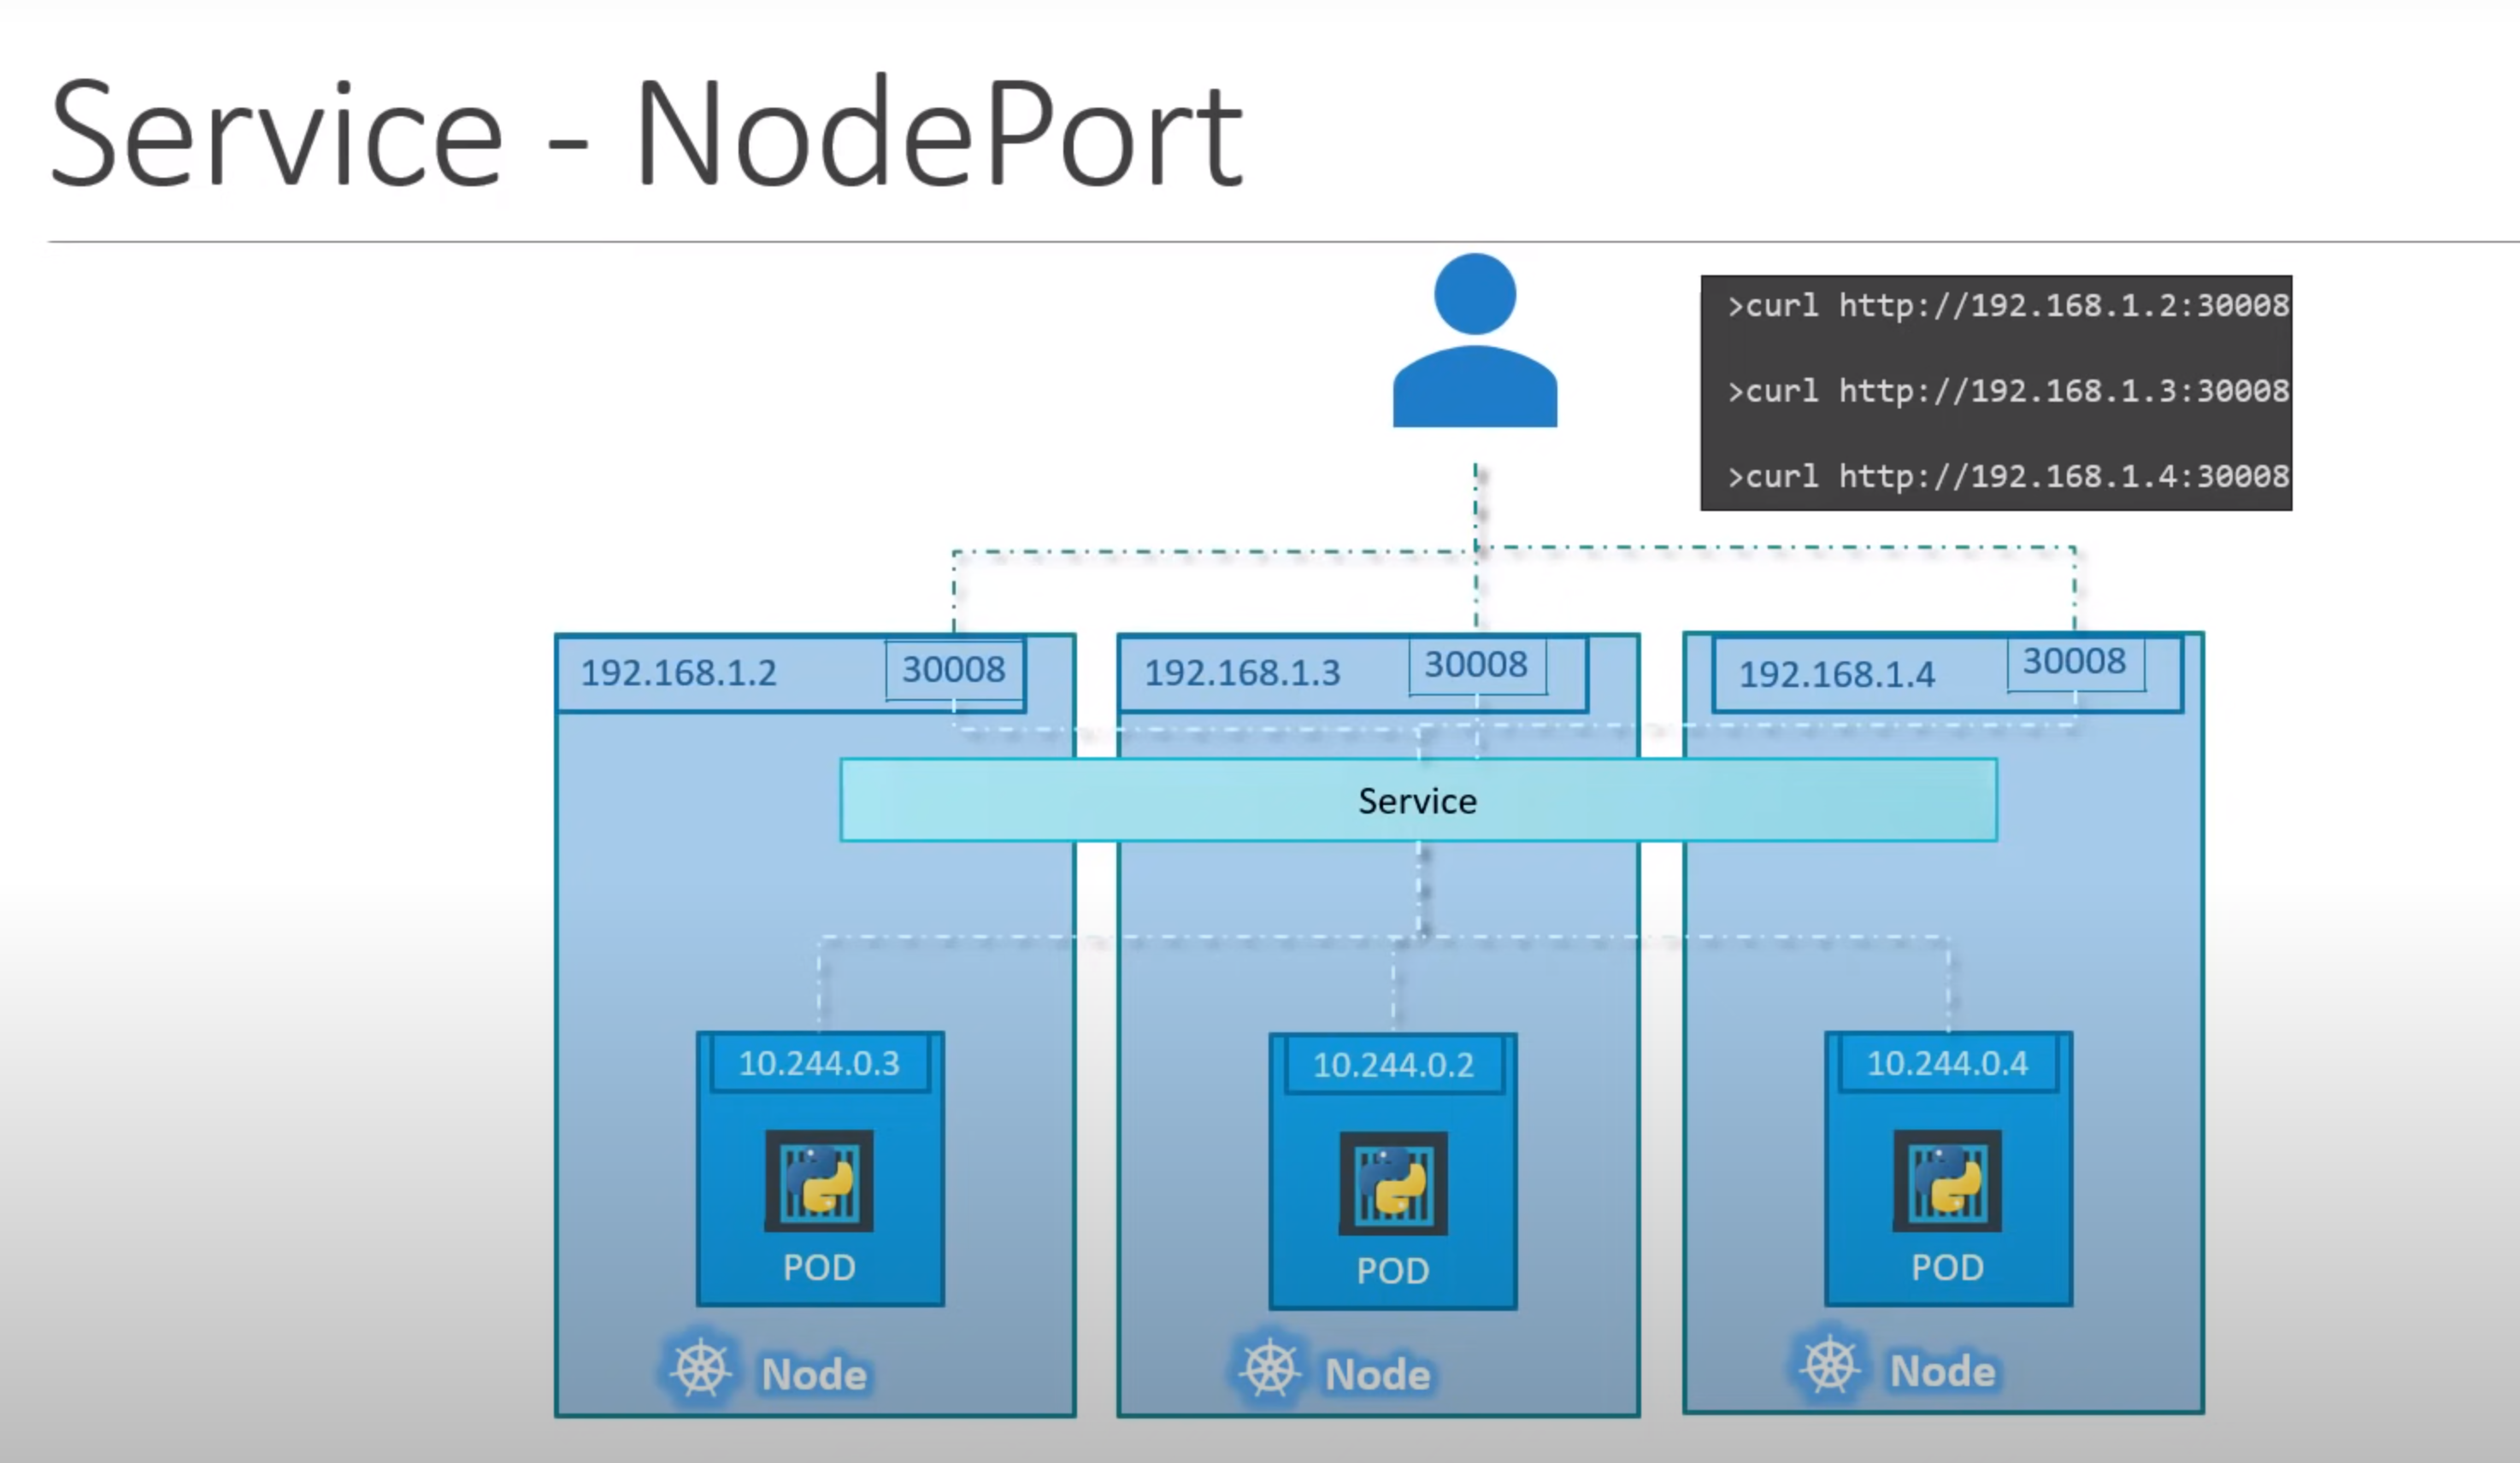 Service - NodePort
>curl http://192.168.1.2:30008
>curl http://192.168.1.3:30008
>curl http://192.168.1.4:30008
192.168.1.2
30008
192.168.1.3
30008
192.168.1.4
30008
Service
10.244.0.3
10.244.0.2
10.244.0.4
POD
POD
POD
Node
Node
Node